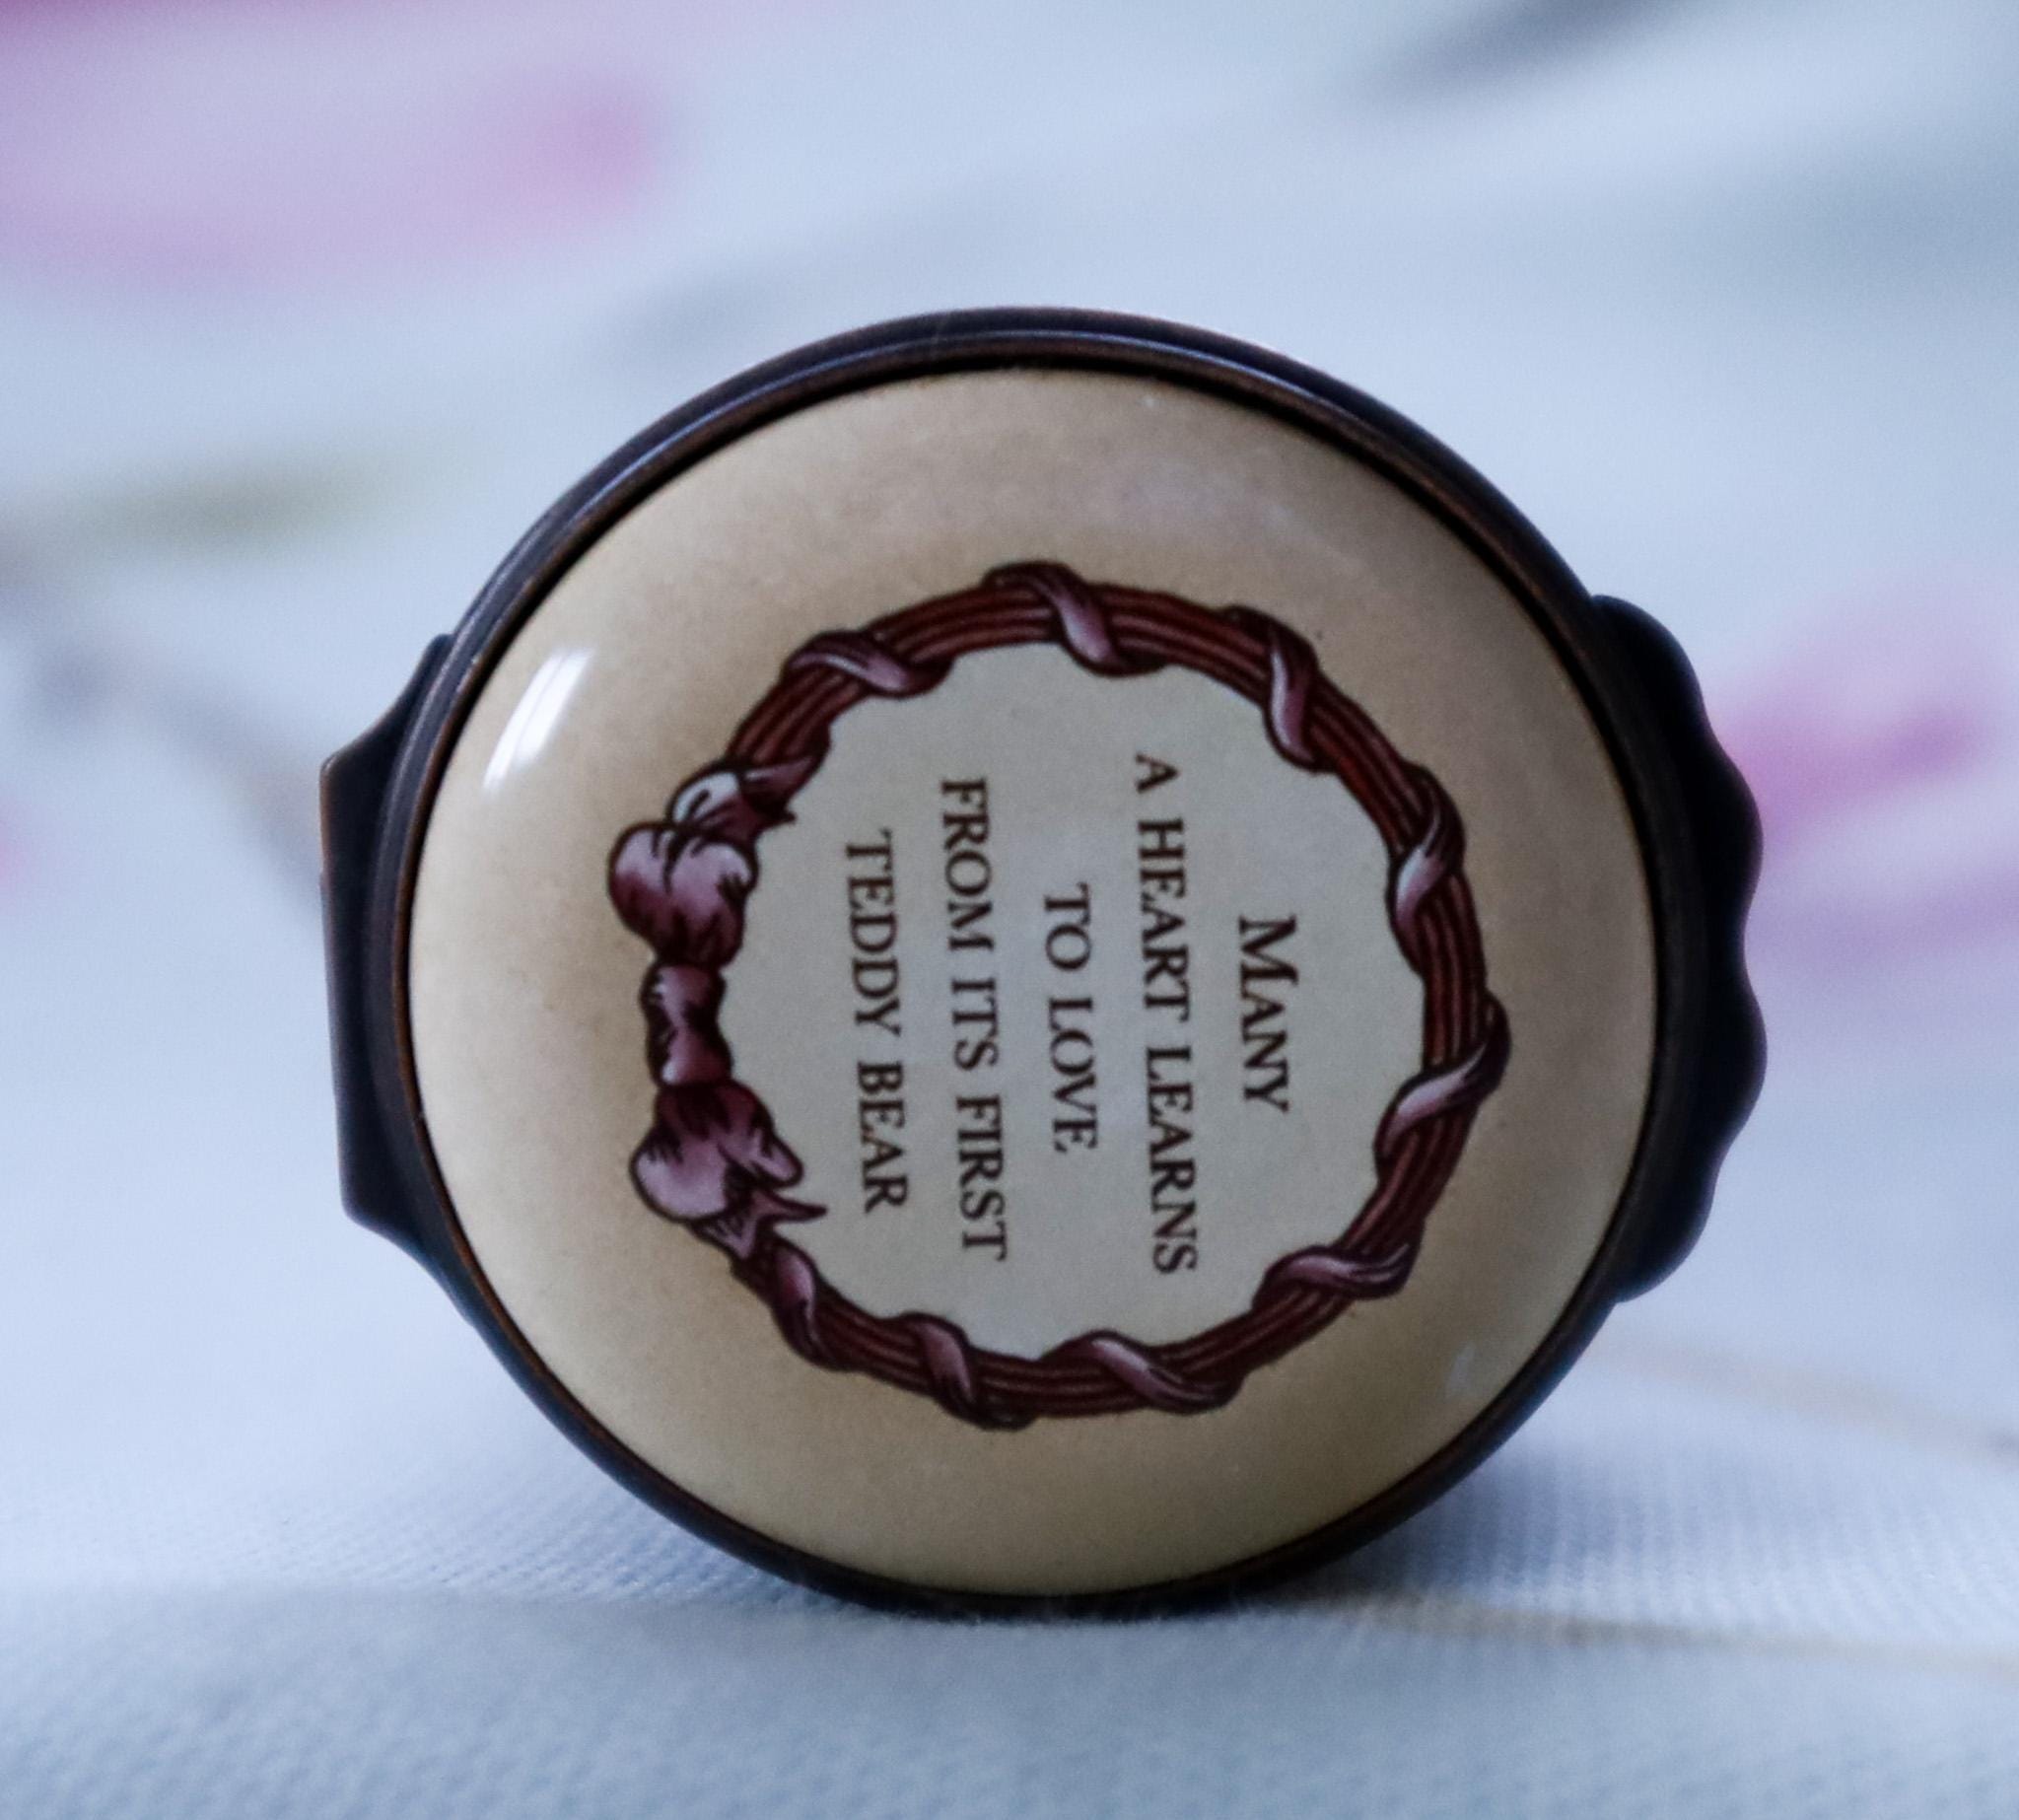 MANY
A HEART LEARNS
TO LOVE
FROM ITS FIRST
TEDDY BEAR